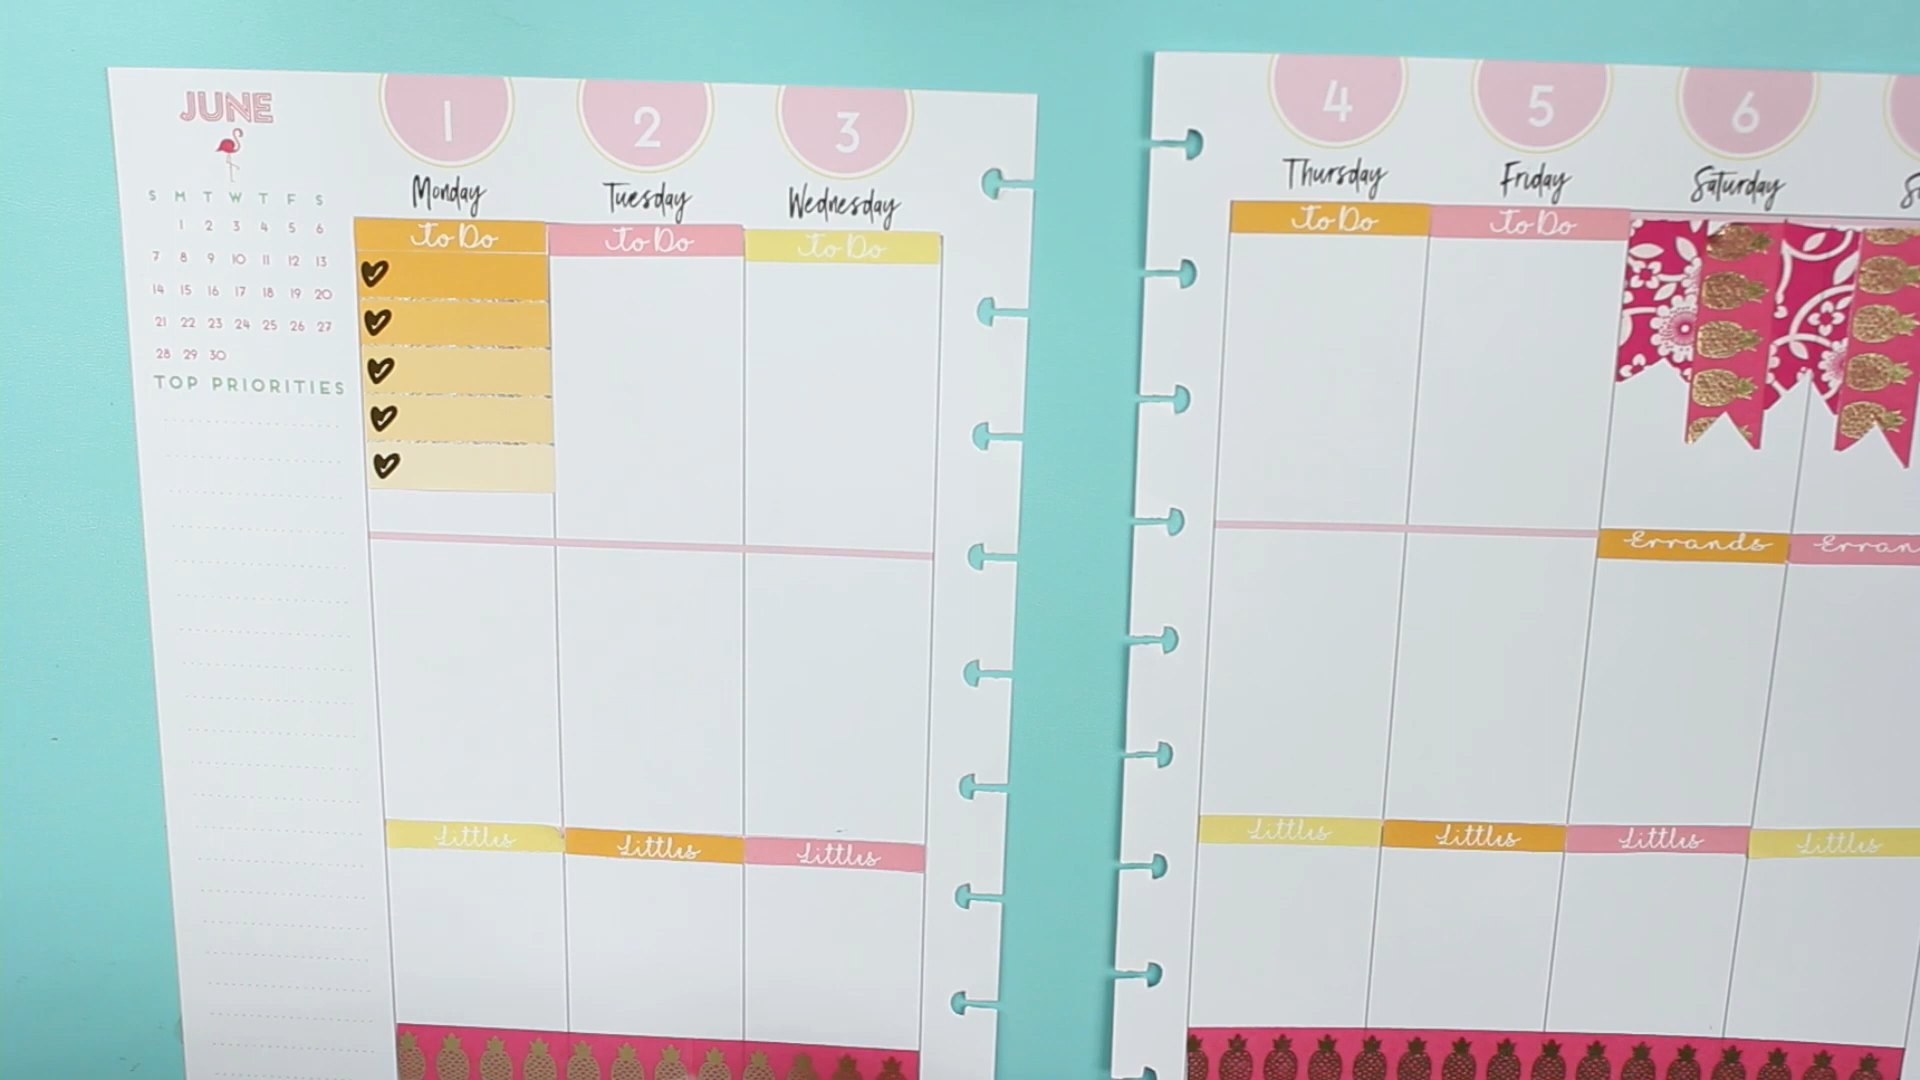 JUNE
S M T W T F S
1 2 3 4 5 6
7 8 9 10 11 12 13
14 15 16 17 18 19 20
21 22 23 24 25 26 27
28 29 30
TOP PRIORITIES
1 2 3
Monday Tuesday Wednesday
To Do To Do To Do
Littles Littles Littles
4 5 6
Thursday Friday Saturday
To Do To Do
Errands Erran
Littles Littles Littles Littles